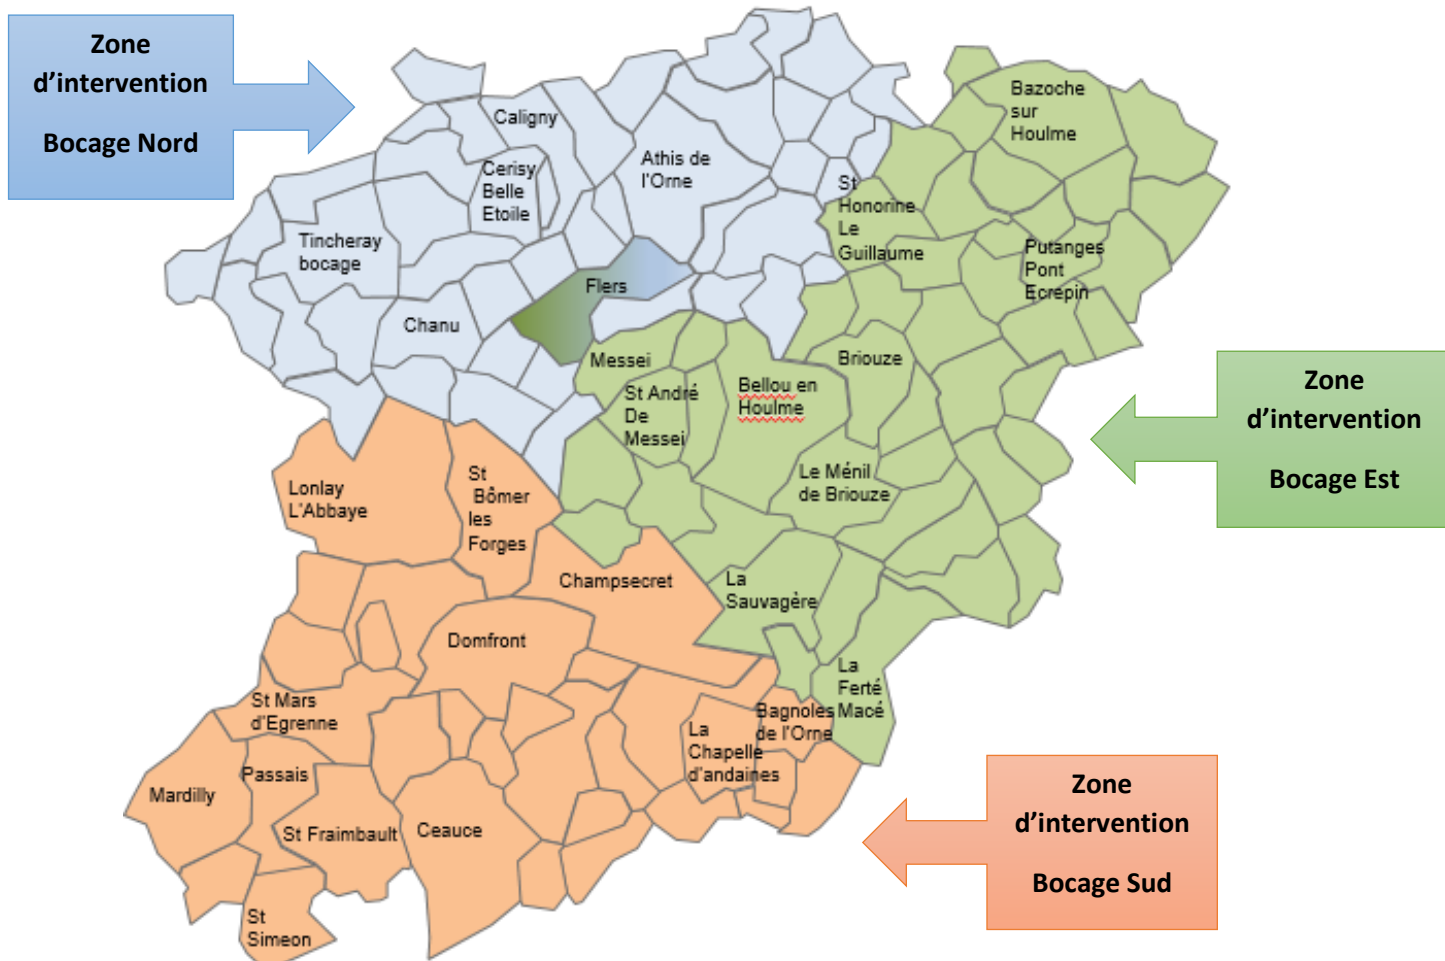 Zone
d'intervention
Bocage Nord
Caligny
Cerisy
Belle
Etoile
Athis de
l'Orne
Bazoche
sur
Houlme
St
Honorine
Le
Guillaume
Tincheray
bocage
Putanges
Pont
Ecrepin
Flers
Chanu
Messei
Briouze
St André
De
Messei
Bellou en
Houlme
Zone
d'intervention
Bocage Est
Le Ménil
de Briouze
Lonlay
L'Abbaye
St
Bômer
les
Forges
Champsecret
La
Sauvagère
Domfront
La
Ferté
Macé
St Mars
d'Egrenne
Bagnoles
de l'Orne
La
Chapelle
d'andaines
Passais
Mardilly
St Fraimbault
Ceauce
Zone
d'intervention
Bocage Sud
St
Simeon